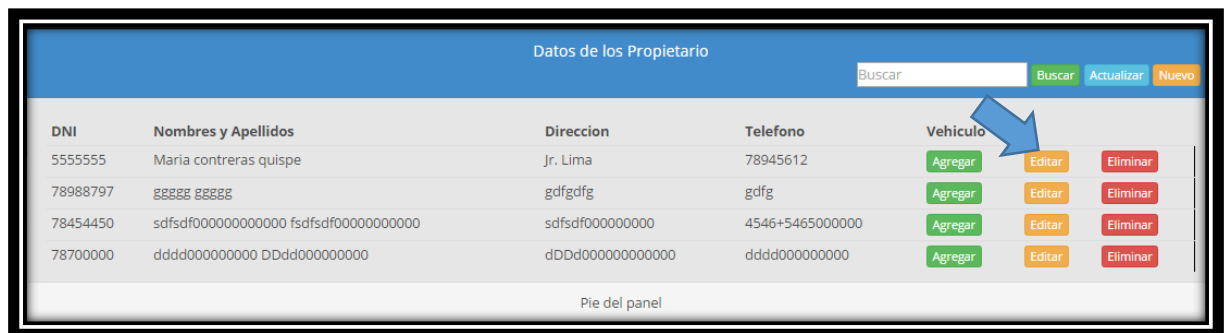 Datos de los Propietario
Buscar Buscar Actualizar Nuevo
DNI Nombres y Apellidos Direccion Telefono Vehiculo
5555555 Maria contreras quispe Jr. Lima 78945612 Agregar Editar Eliminar
78988797 ggggg ggggg gdfgdfg gdfg Agregar Editar Eliminar
78454450 sdfsdf000000000000 fsdfsdf00000000000 sdfsdf000000000 4546+5465000000 Agregar Editar Eliminar
78700000 dddd000000000 DDdd000000000 dDDd000000000000 dddd000000000 Agregar Editar Eliminar
Pie del panel